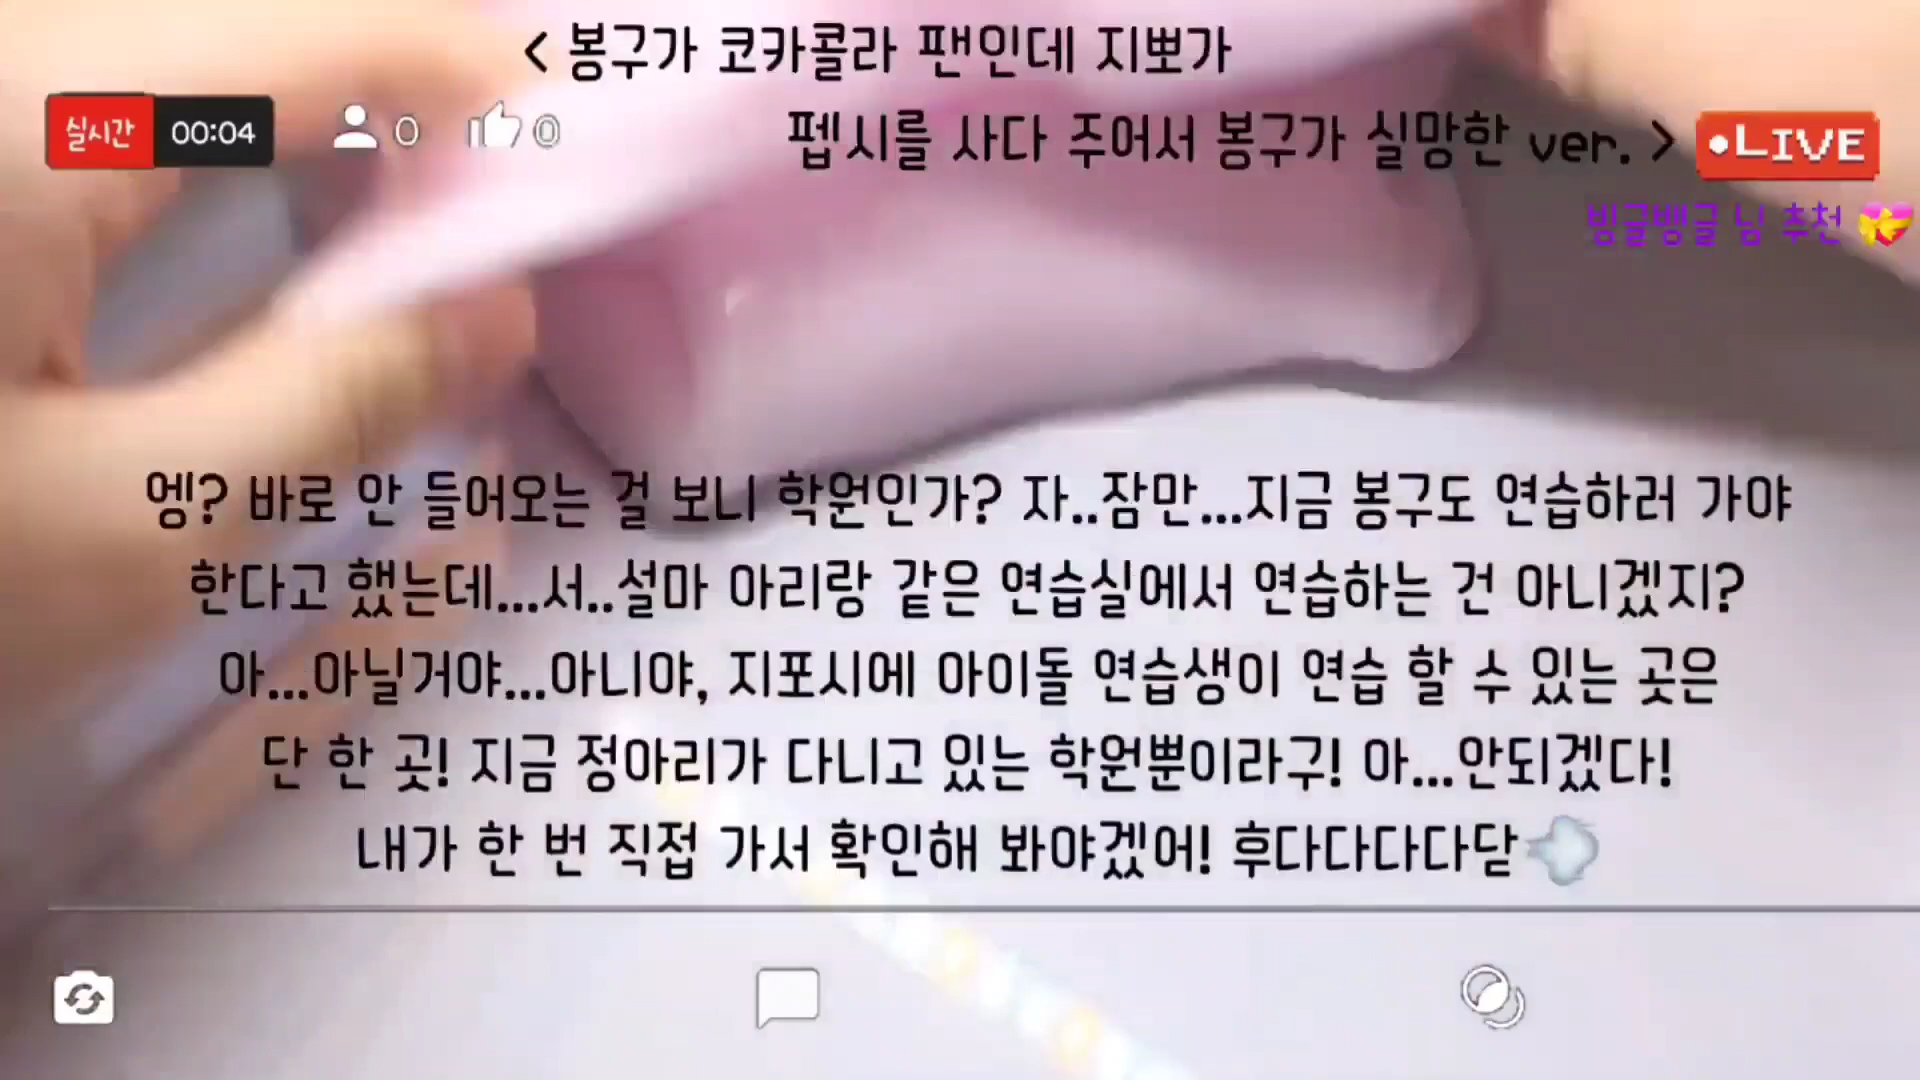 < 봉구가 코카콜라 팬인데 지뽀가
펩시를 사다 주어서 봉구가 실망한 ver. >
실시간 00:04 0 0
•LIVE
빙글뱅글 님 추천
엥? 바로 안 들어오는 걸 보니 학원인가? 자..잠만...지금 봉구도 연습하러 가야
한다고 했는데...서..설마 아리랑 같은 연습실에서 연습하는 건 아니겠지?
아...아닐거야...아니야, 지포시에 아이돌 연습생이 연습 할 수 있는 곳은
단 한 곳! 지금 정아리가 다니고 있는 학원뿐이라구! 아...안되겠다!
내가 한 번 직접 가서 확인해 봐야겠어! 후다다다다닫